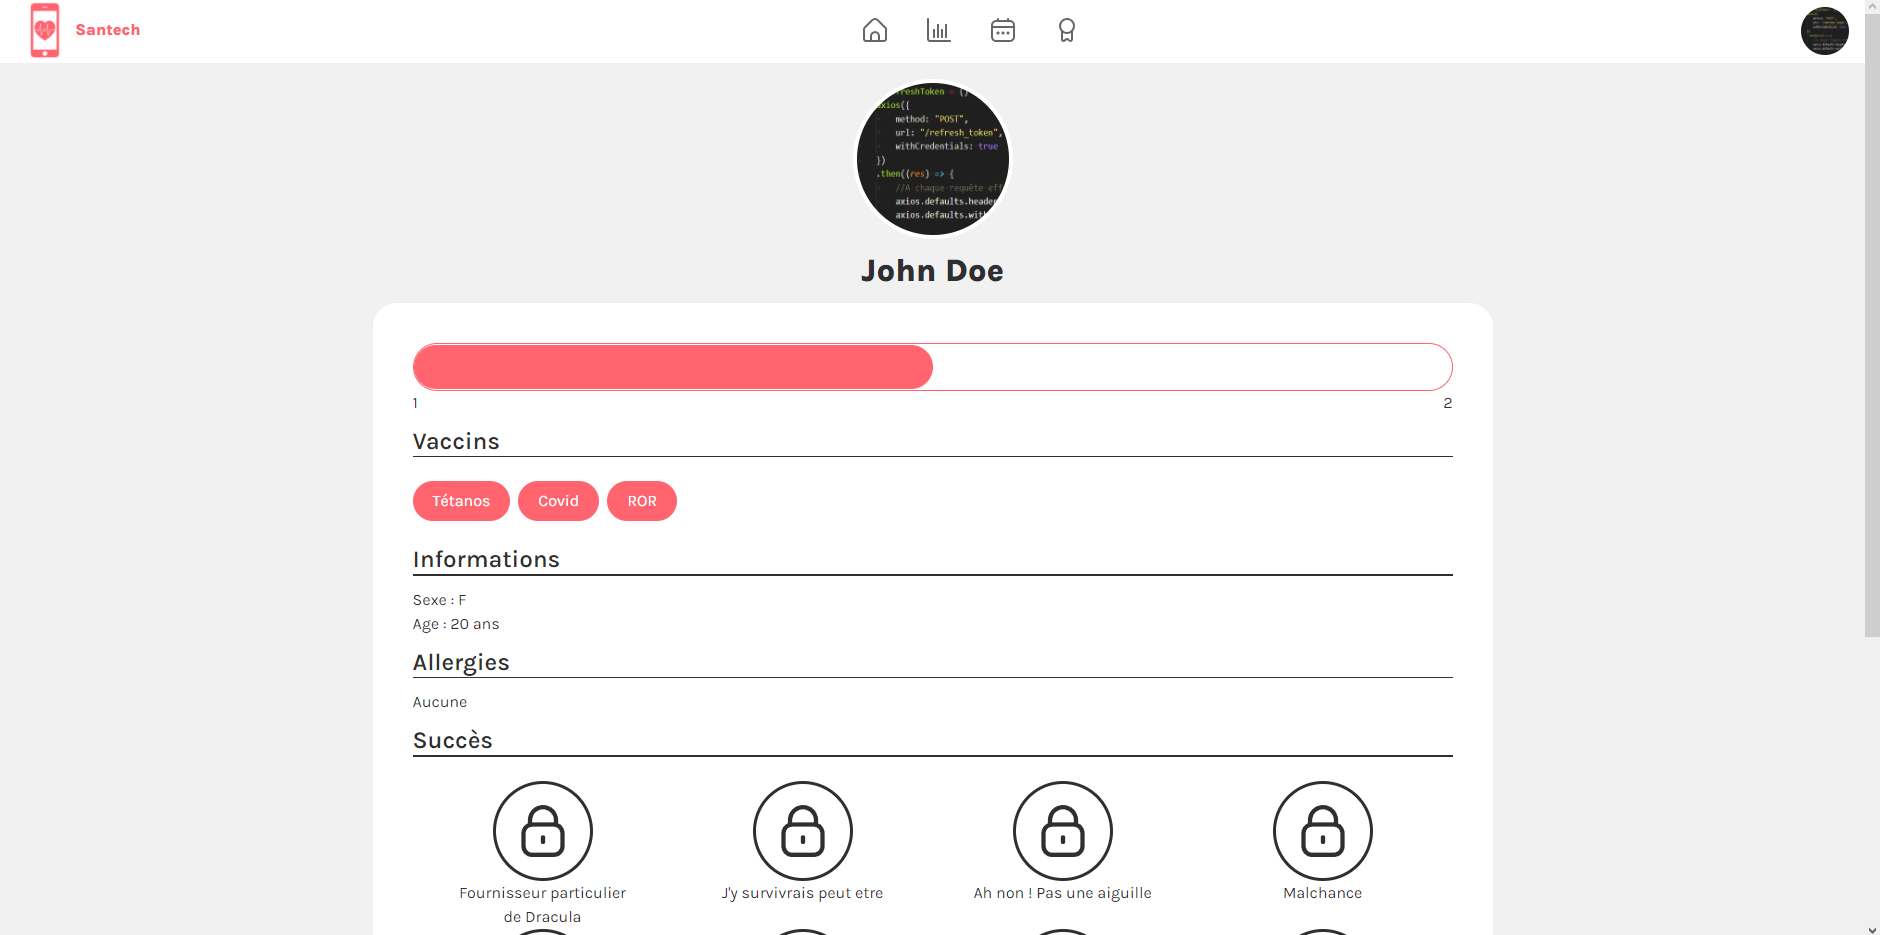 Santech
freshToken = ()
axios({
method: "POST",
url: "/refresh_token",
withCredentials: true
})
.then((res) => {
//A chaque requête eff
axios.defaults.header
axios.defaults.wit
John Doe
1 2
Vaccins
Tétanos Covid ROR
Informations
Sexe : F
Age : 20 ans
Allergies
Aucune
Succès
Fournisseur particulier J'y survivrais peut etre Ah non ! Pas une aiguille Malchance
de Dracula